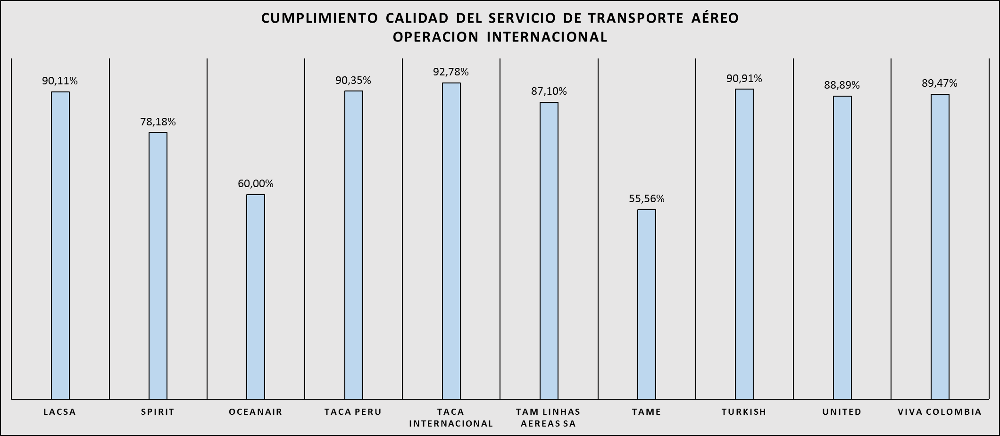 CUMPLIMIENTO CALIDAD DEL SERVICIO DE TRANSPORTE AÉREO
OPERACION INTERNACIONAL
90,11%
78,18%
60,00%
90,35%
92,78%
87,10%
55,56%
90,91%
88,89%
89,47%
LACSA
SPIRIT
OCEANAIR
TACA PERU
TACA
INTERNACIONAL
TAM LINHAS
AEREAS SA
TAME
TURKISH
UNITED
VIVA COLOMBIA